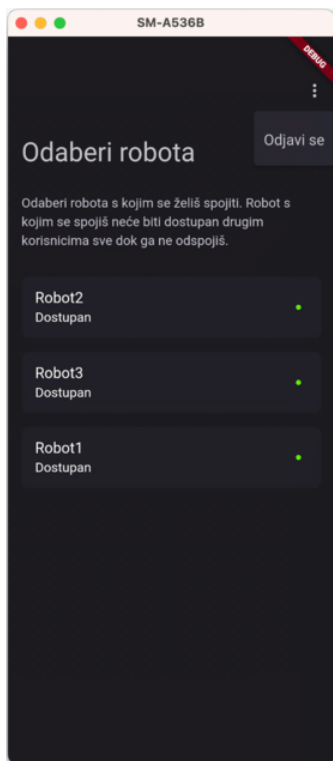 SM-A536B
DEBUG
Odjavi se
Odaberi robota
Odaberi robota s kojim se želiš spojiti. Robot s
kojim se spojiš neće biti dostupan drugim
korisnicima sve dok ga ne odspojiš.
Robot2
Dostupan
Robot3
Dostupan
Robot1
Dostupan